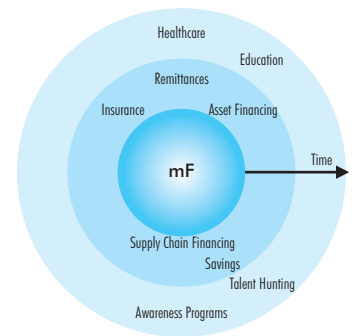 Healthcare
Education
Remittances
Insurance
Asset Financing
Time
mF
Supply Chain Financing
Savings
Talent Hunting
Awareness Programs